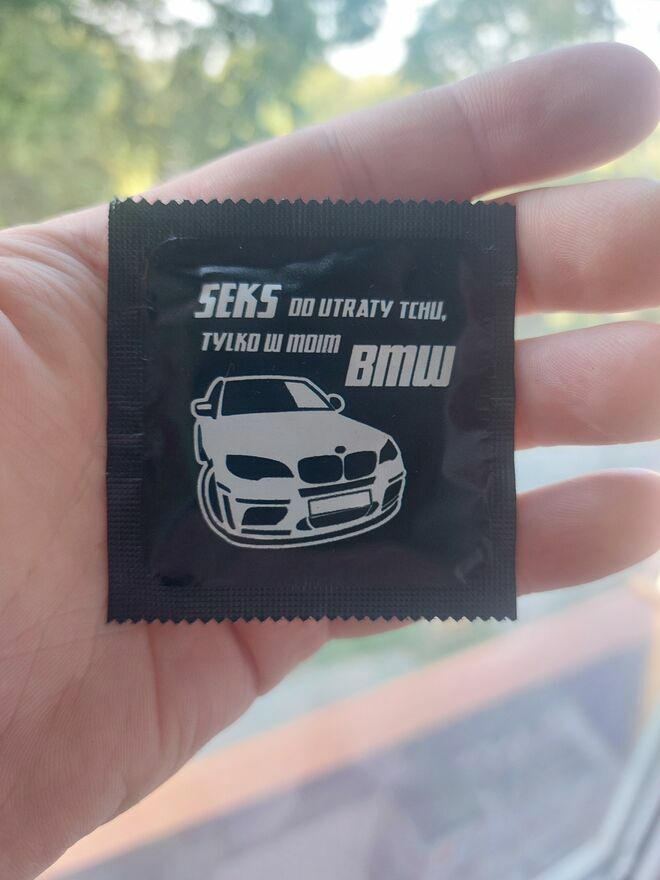 SEKS DO UTRATY TCHU,
TYLKO W MOIM BMW